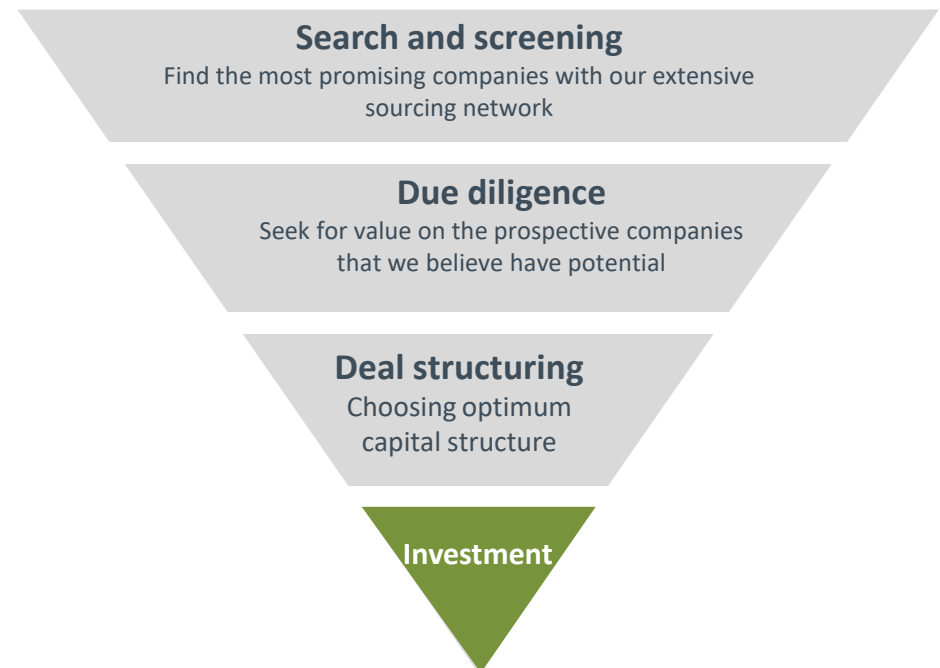 Search and screening
Find the most promising companies with our extensive
sourcing network
Due diligence
Seek for value on the prospective companies
that we believe have potential
Deal structuring
Choosing optimum
capital structure
Investment